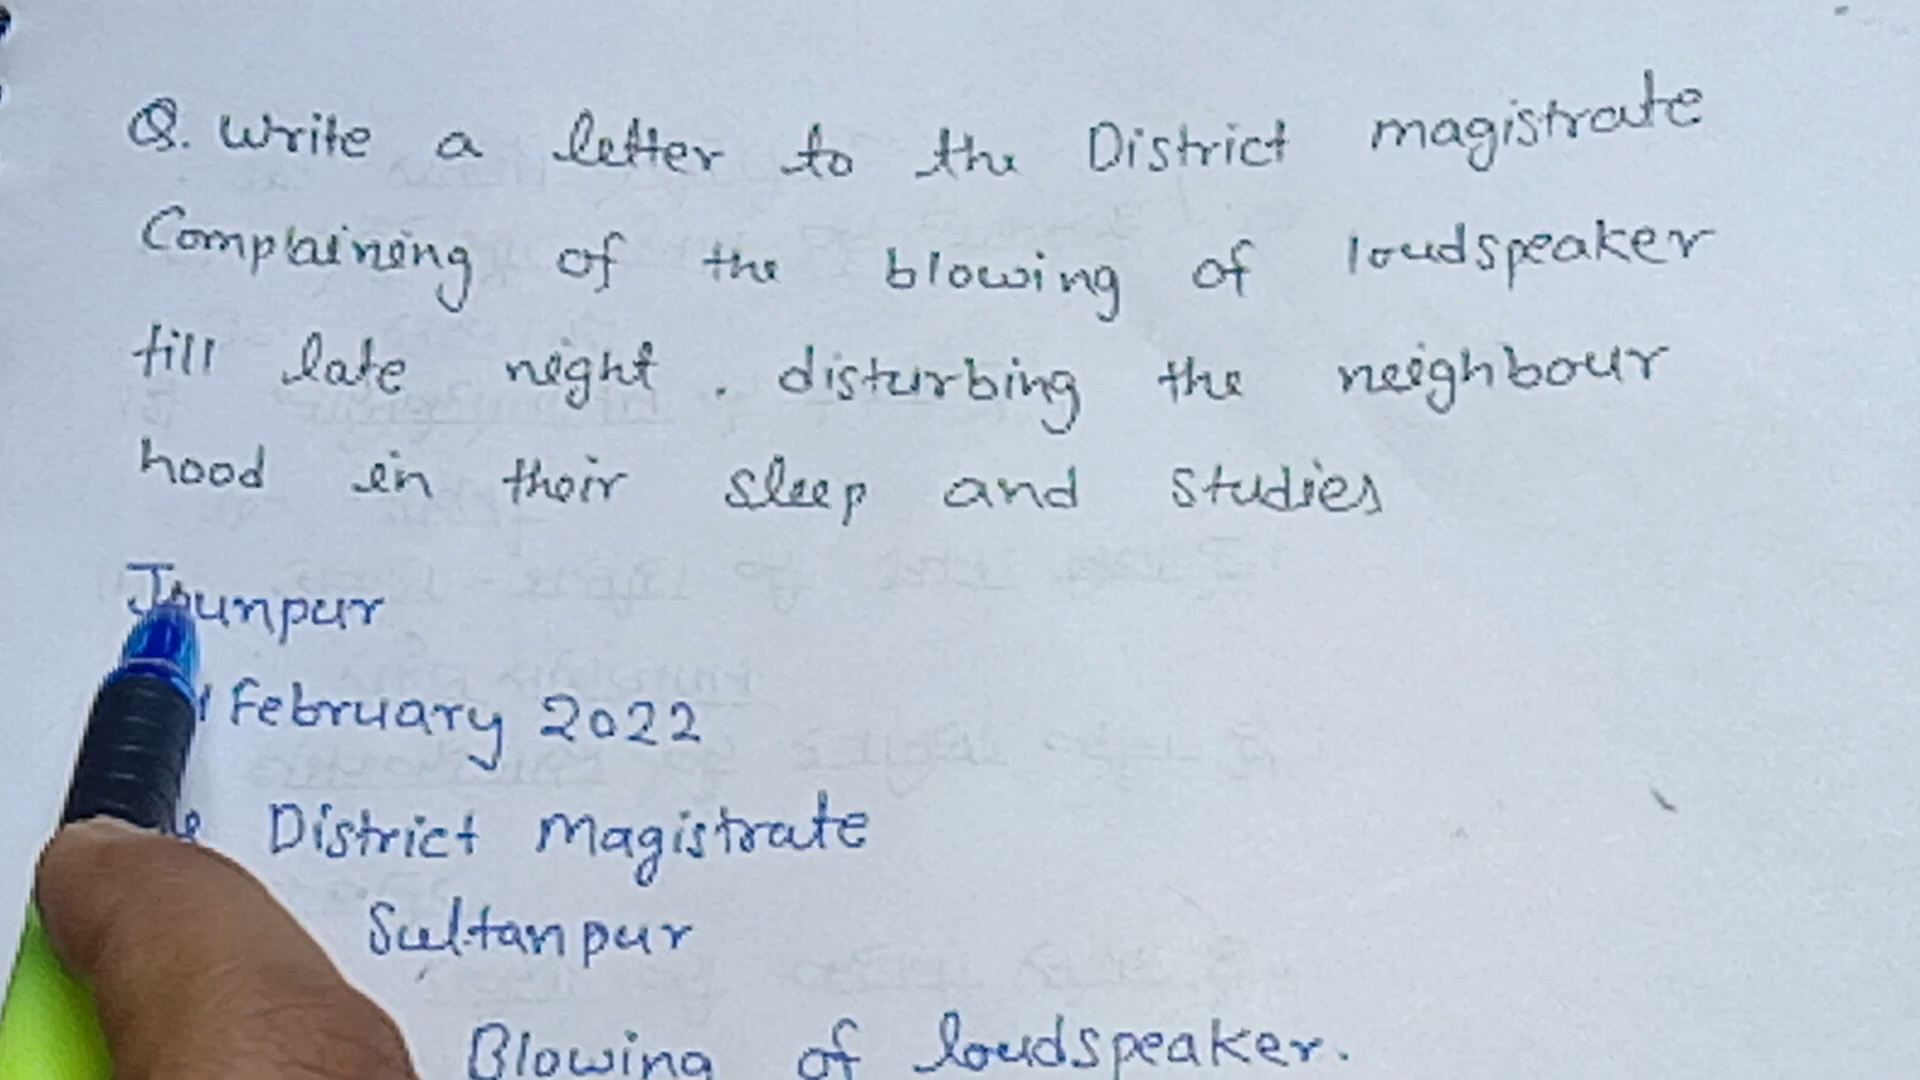 Q. Write a letter to the District magistrate
Complaining of the blowing of loudspeaker
till late night . disturbing the neighbour
hood in their sleep and studies
Jaunpur
February 2022
District Magistrate
Sultanpur
Blowing of loudspeaker.